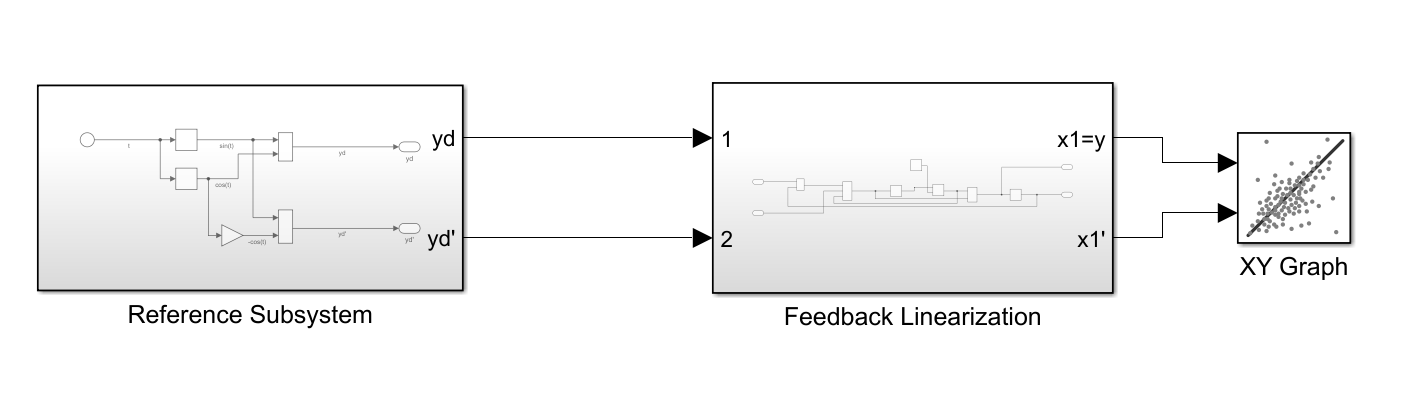 t
sin(t)
cos(t)
-cos(t)
yd
yd
yd'
yd'
yd
yd'
Reference Subsystem
1
2
x1=y
x1'
Feedback Linearization
XY Graph